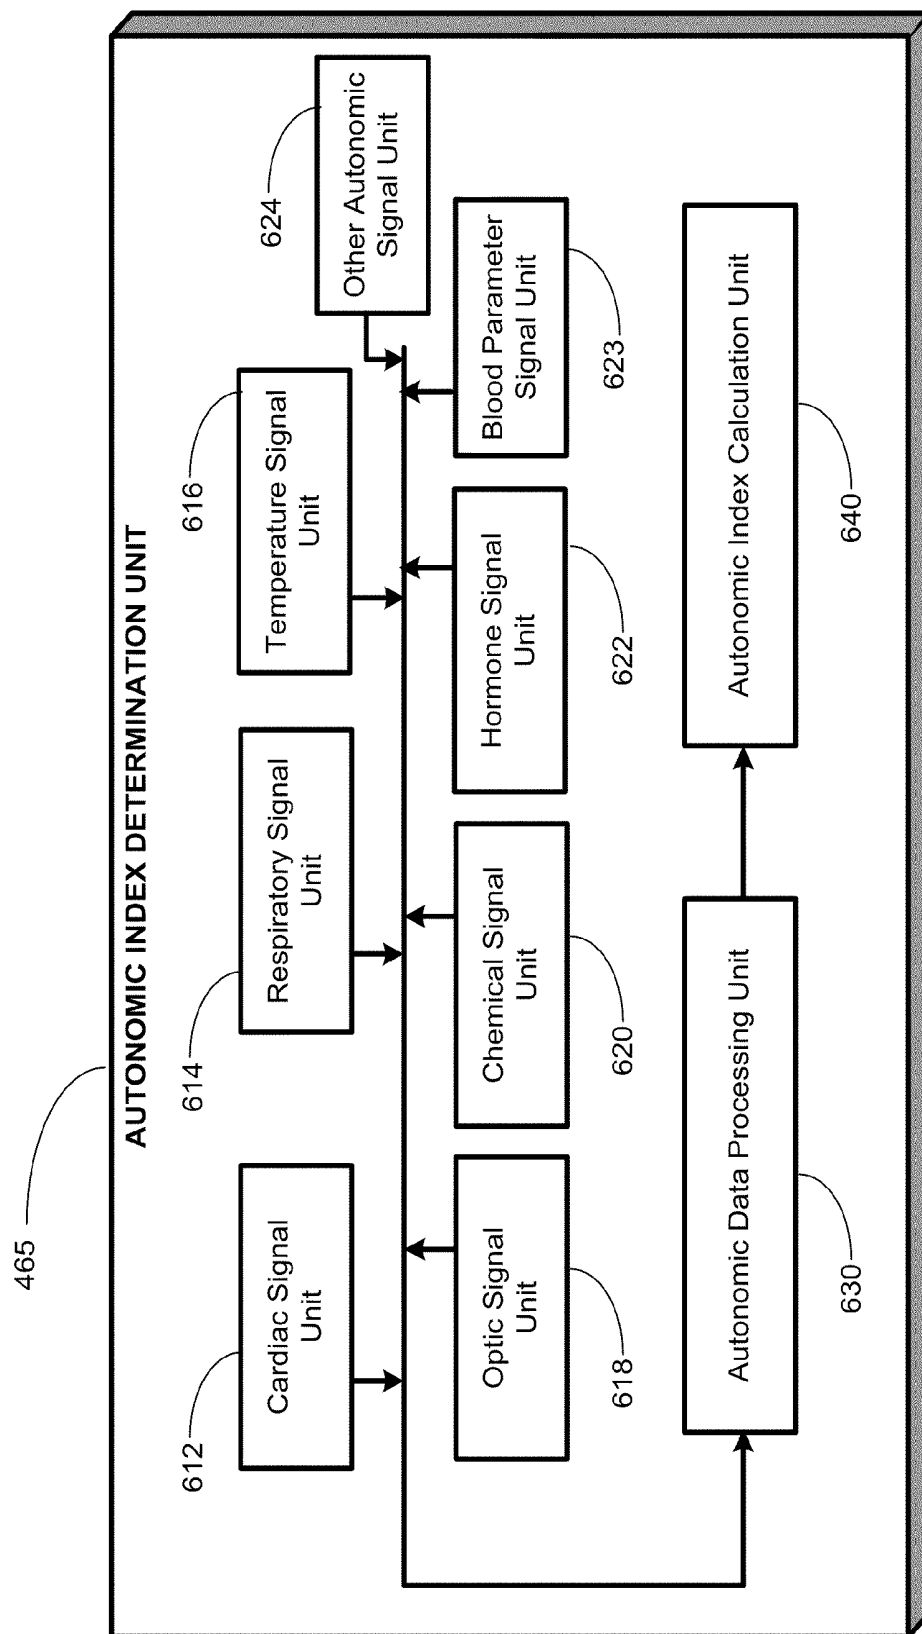 465
AUTONOMIC INDEX DETERMINATION UNIT
612
Cardiac Signal
Unit
614
Respiratory Signal
Unit
616
Temperature Signal
Unit
624
Other Autonomic
Signal Unit
Optic Signal
Unit
618
Chemical Signal
Unit
620
Hormone Signal
Unit
622
Blood Parameter
Signal Unit
623
Autonomic Data Processing Unit
630
Autonomic Index Calculation Unit
640